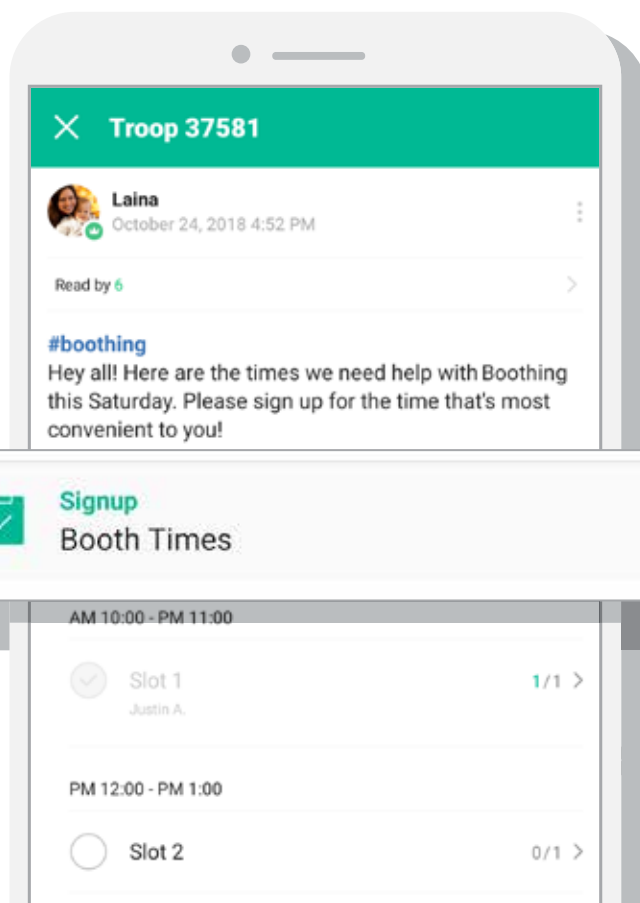 Troop 37581
Laina
October 24, 2018 4:52 PM
Read by 6
#boothing
Hey all! Here are the times we need help with Boothing
this Saturday. Please sign up for the time that's most
convenient to you!
Signup
Booth Times
AM 10:00 - PM 11:00
Slot 1 1/1
Justin A.
PM 12:00 - PM 1:00
Slot 2 0/1